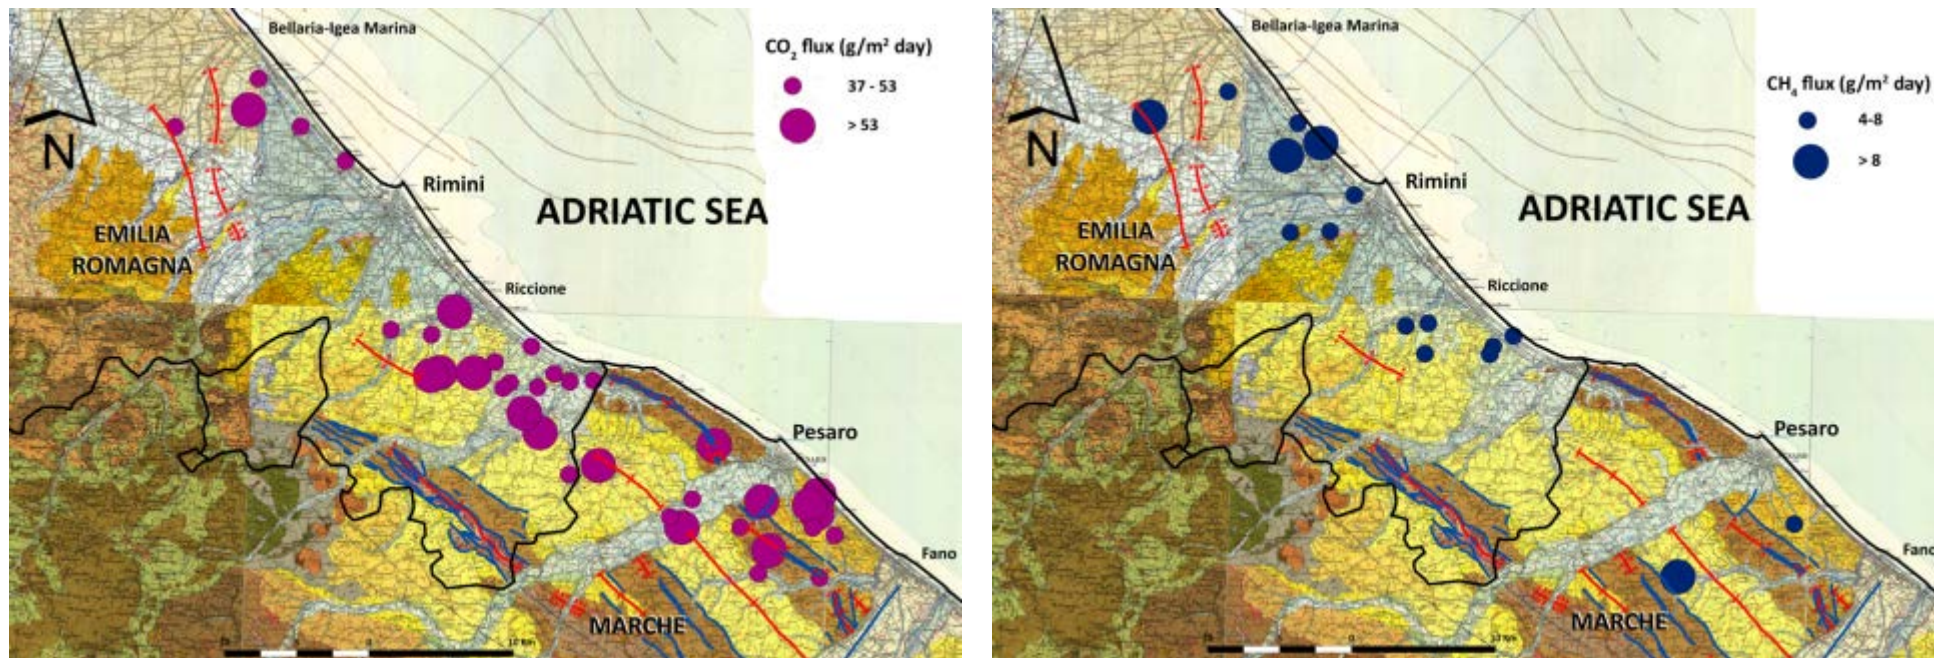 Bellaria-Igea Marina
CO₂ flux (g/m² day)
37 - 53
> 53
N
Rimini
ADRIATIC SEA
EMILIA
ROMAGNA
Riccione
Pesaro
Fano
MARCHE
0
10 Km
Bellaria-Igea Marina
CH₄ flux (g/m² day)
4-8
> 8
N
Rimini
ADRIATIC SEA
EMILIA
ROMAGNA
Riccione
Pesaro
Fano
MARCHE
0
10 Km